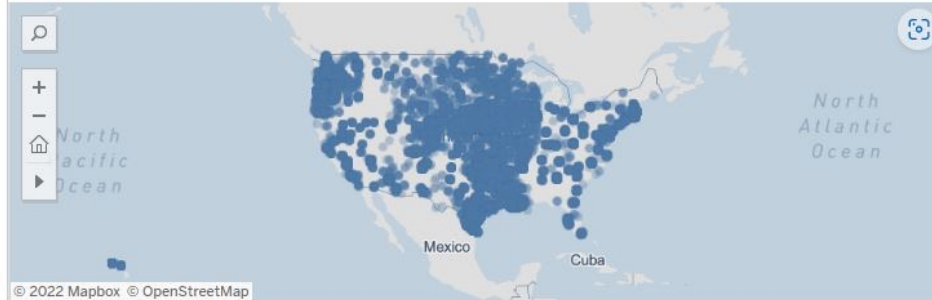 North
Pacific
Ocean
North
Atlantic
Ocean
Mexico
Cuba
© 2022 Mapbox © OpenStreetMap